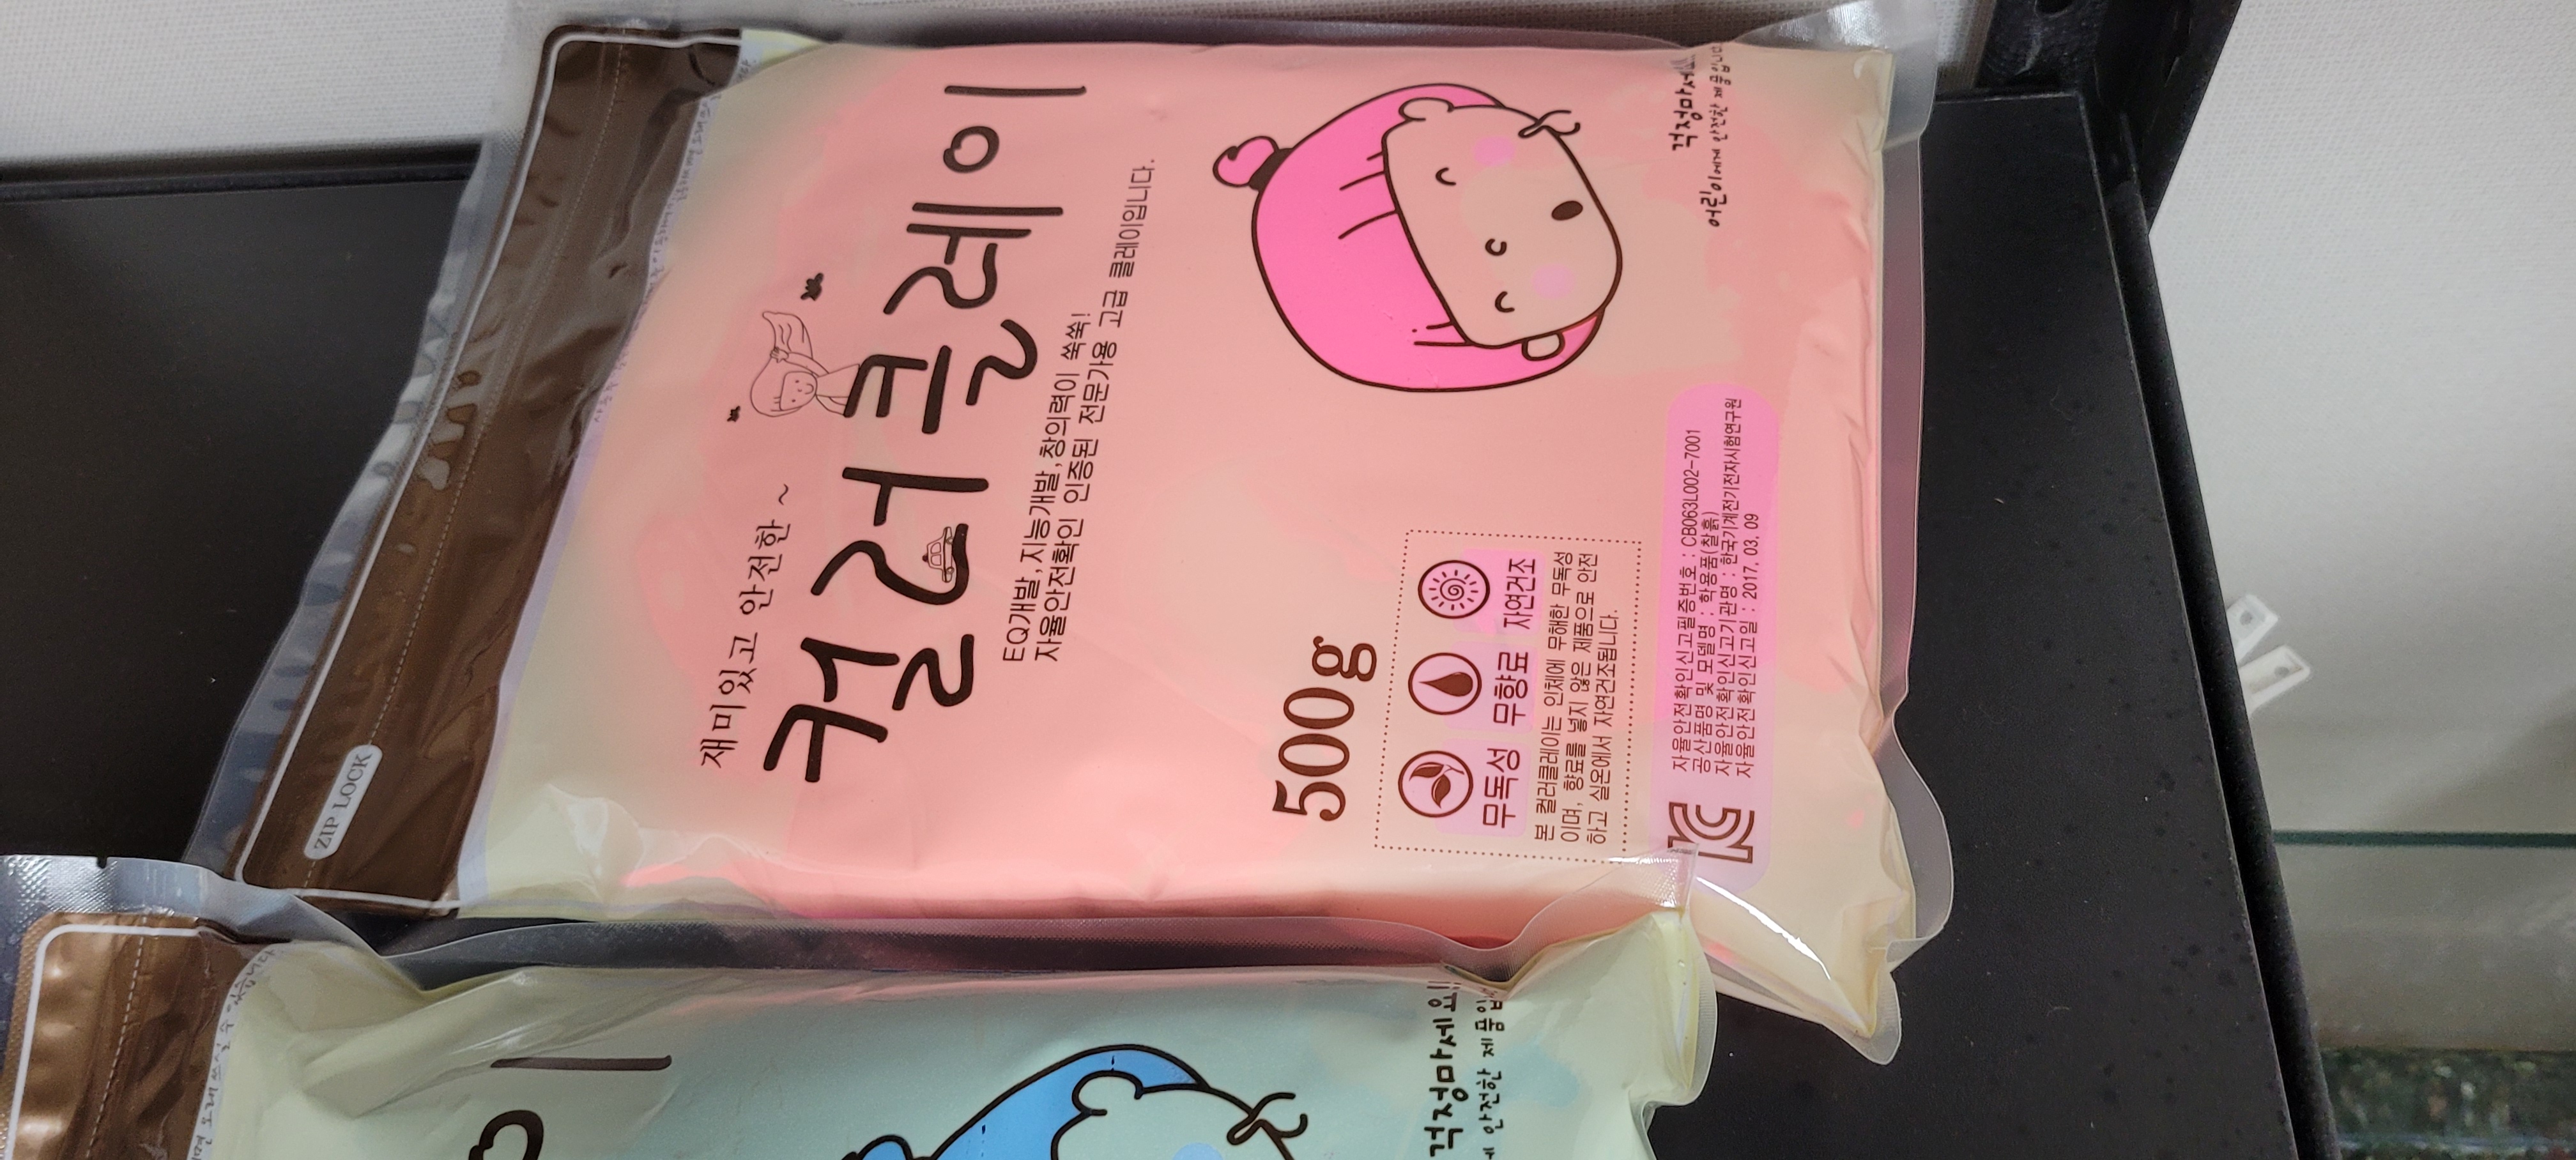 ZIP LOCK
재미있고 안전한 ~
컬러클레이
EQ개발, 지능개발, 창의력이 쑥쑥!
자율안전확인 인증된 전문가용 고급 클레이입니다.
500g
무독성 무향료 자연건조
본 컬러클레이는 인체에 무해한 무독성
이며, 향료를 넣지 않은 제품으로 안전
하고 실온에서 자연건조됩니다.
걱정마세
어린이에게 안전한 제품입니다
자율안전확인신고필증번호 : CB063L002-7001
공산품명 및 모델명 : 학용품(찰흙)
자율안전확인신고기관명 : 한국기계전기전자시험연구원
자율안전확인신고일 : 2017. 03. 09
이
걱정마세요!!
에게 안전한 제품입